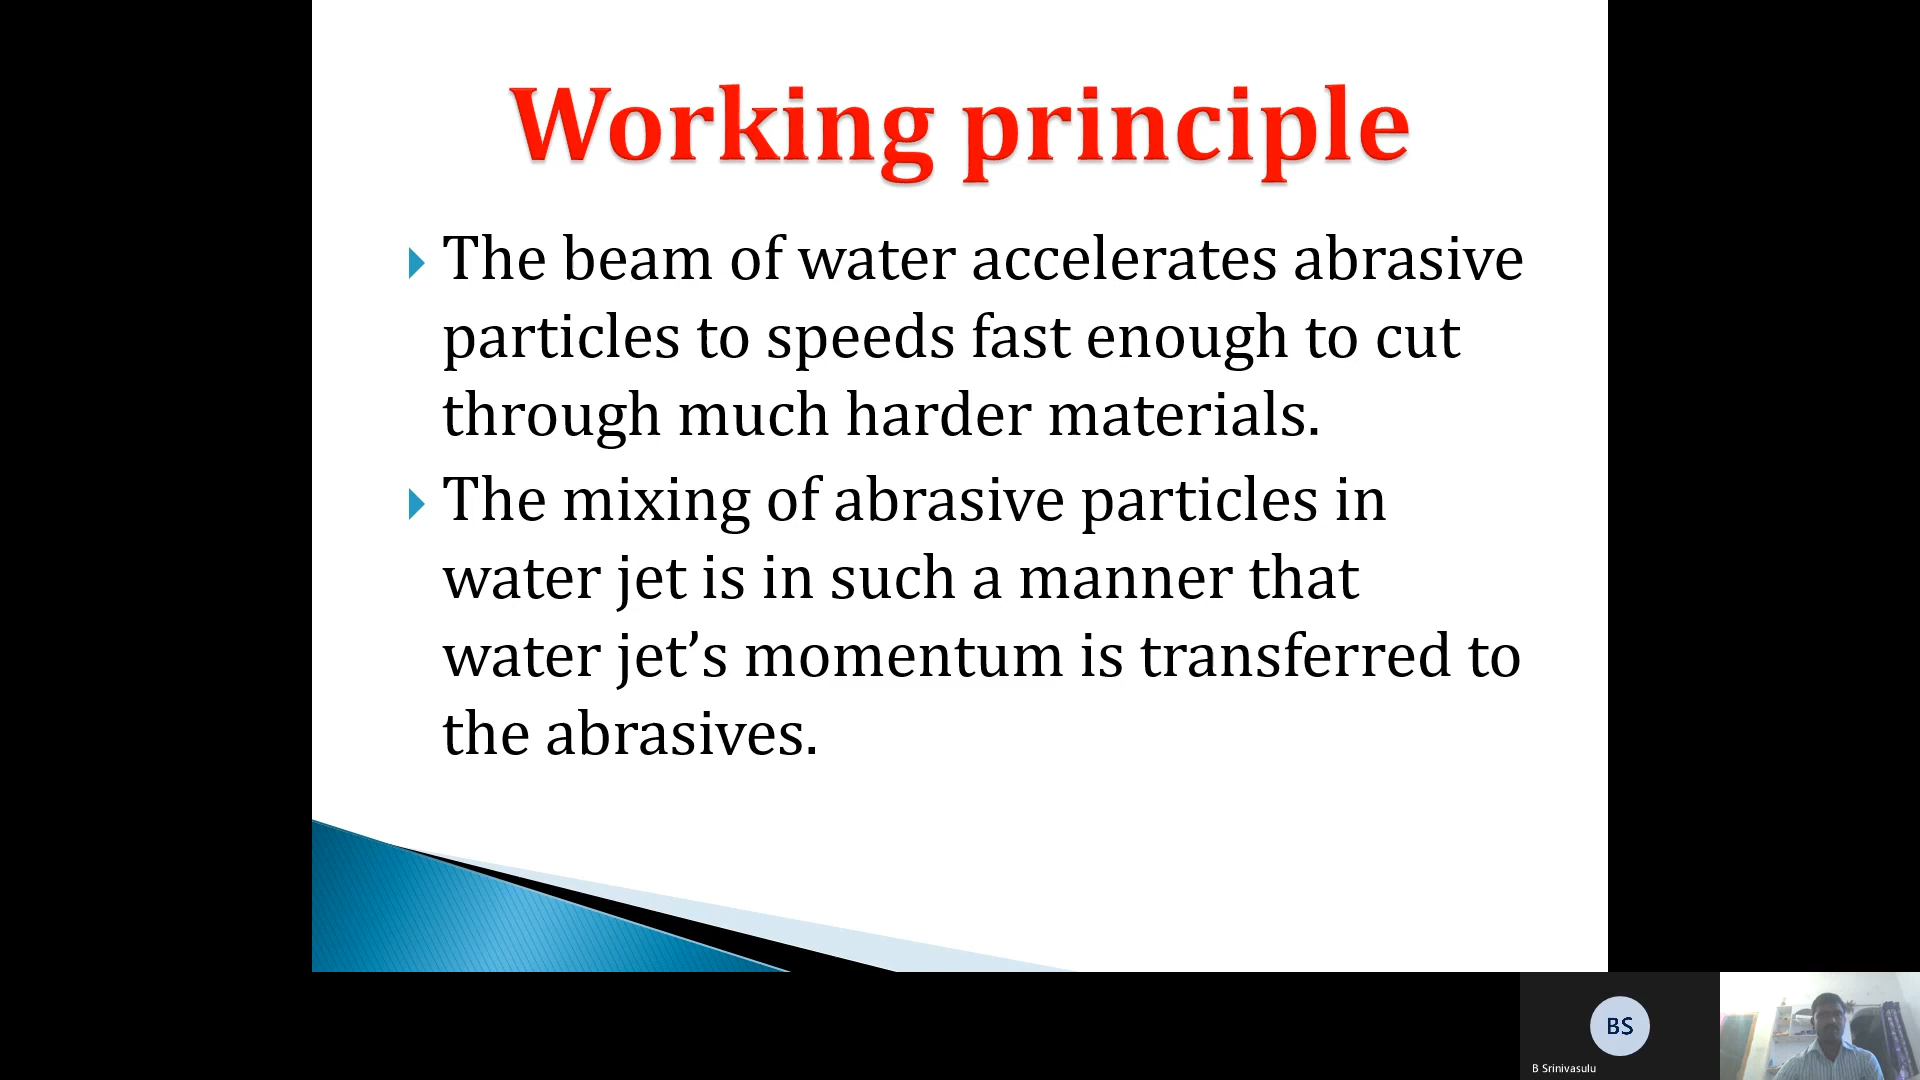 Working principle
The beam of water accelerates abrasive
particles to speeds fast enough to cut
through much harder materials.
The mixing of abrasive particles in
water jet is in such a manner that
water jet’s momentum is transferred to
the abrasives.
BS
B Srinivasulu